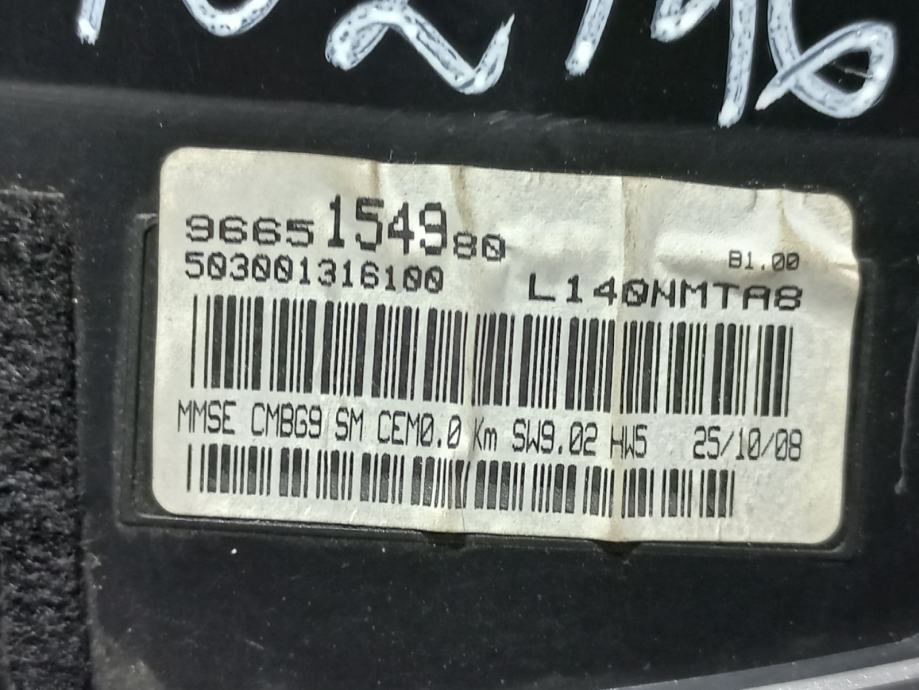 9665154980
B1.00
503001316100
L140NMTA8
MMSE CMBG9 SM CEM0.0 Km SW9.02 HW5 25/10/08